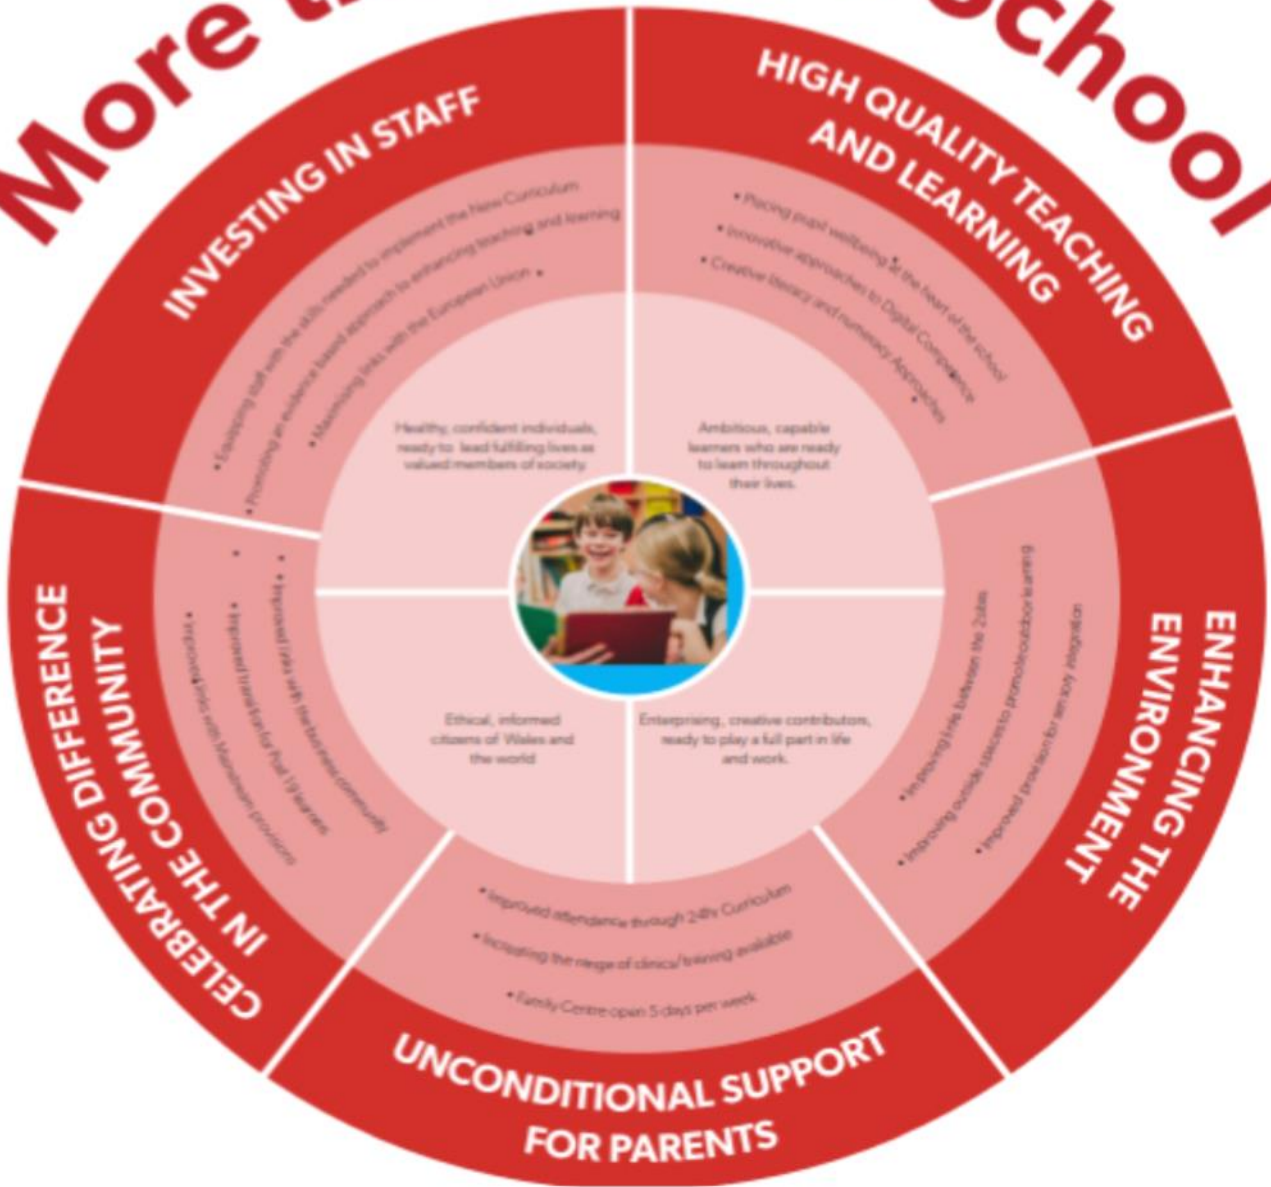 More
School
INVESTING IN STAFF
• Equipping staff with the skills needed to implement the New Curriculum
• Promoting an evidence based approach to enhancing teaching and learning
• Maximising links with the European Union •
HIGH QUALITY TEACHING
AND LEARNING
• Placing pupil wellbeing at the heart of the school
• Innovative approaches to Digital Competence
• Creative literacy and numeracy Approaches
ENHANCING THE
ENVIRONMENT
• Improving links between the 2sites
• Improving outside spaces to promote outdoor learning
• Improved provision for sensory integration
UNCONDITIONAL SUPPORT
FOR PARENTS
• Improved attendance through 24hr Curriculum
• Increasing the range of clinics/training available
• Family Centre open 5 days per week
CELEBRATING DIFFERENCE
IN THE COMMUNITY
• Improved links with the business community
• Improved transition for Post 19 learners
• Improved links with Mainstream provisions
Healthy, confident individuals,
ready to lead fulfilling lives as
valued members of society
Ambitious, capable
learners who are ready
to learn throughout
their lives.
Ethical, informed
citizens of Wales and
the world
Enterprising, creative contributors,
ready to play a full part in life
and work.